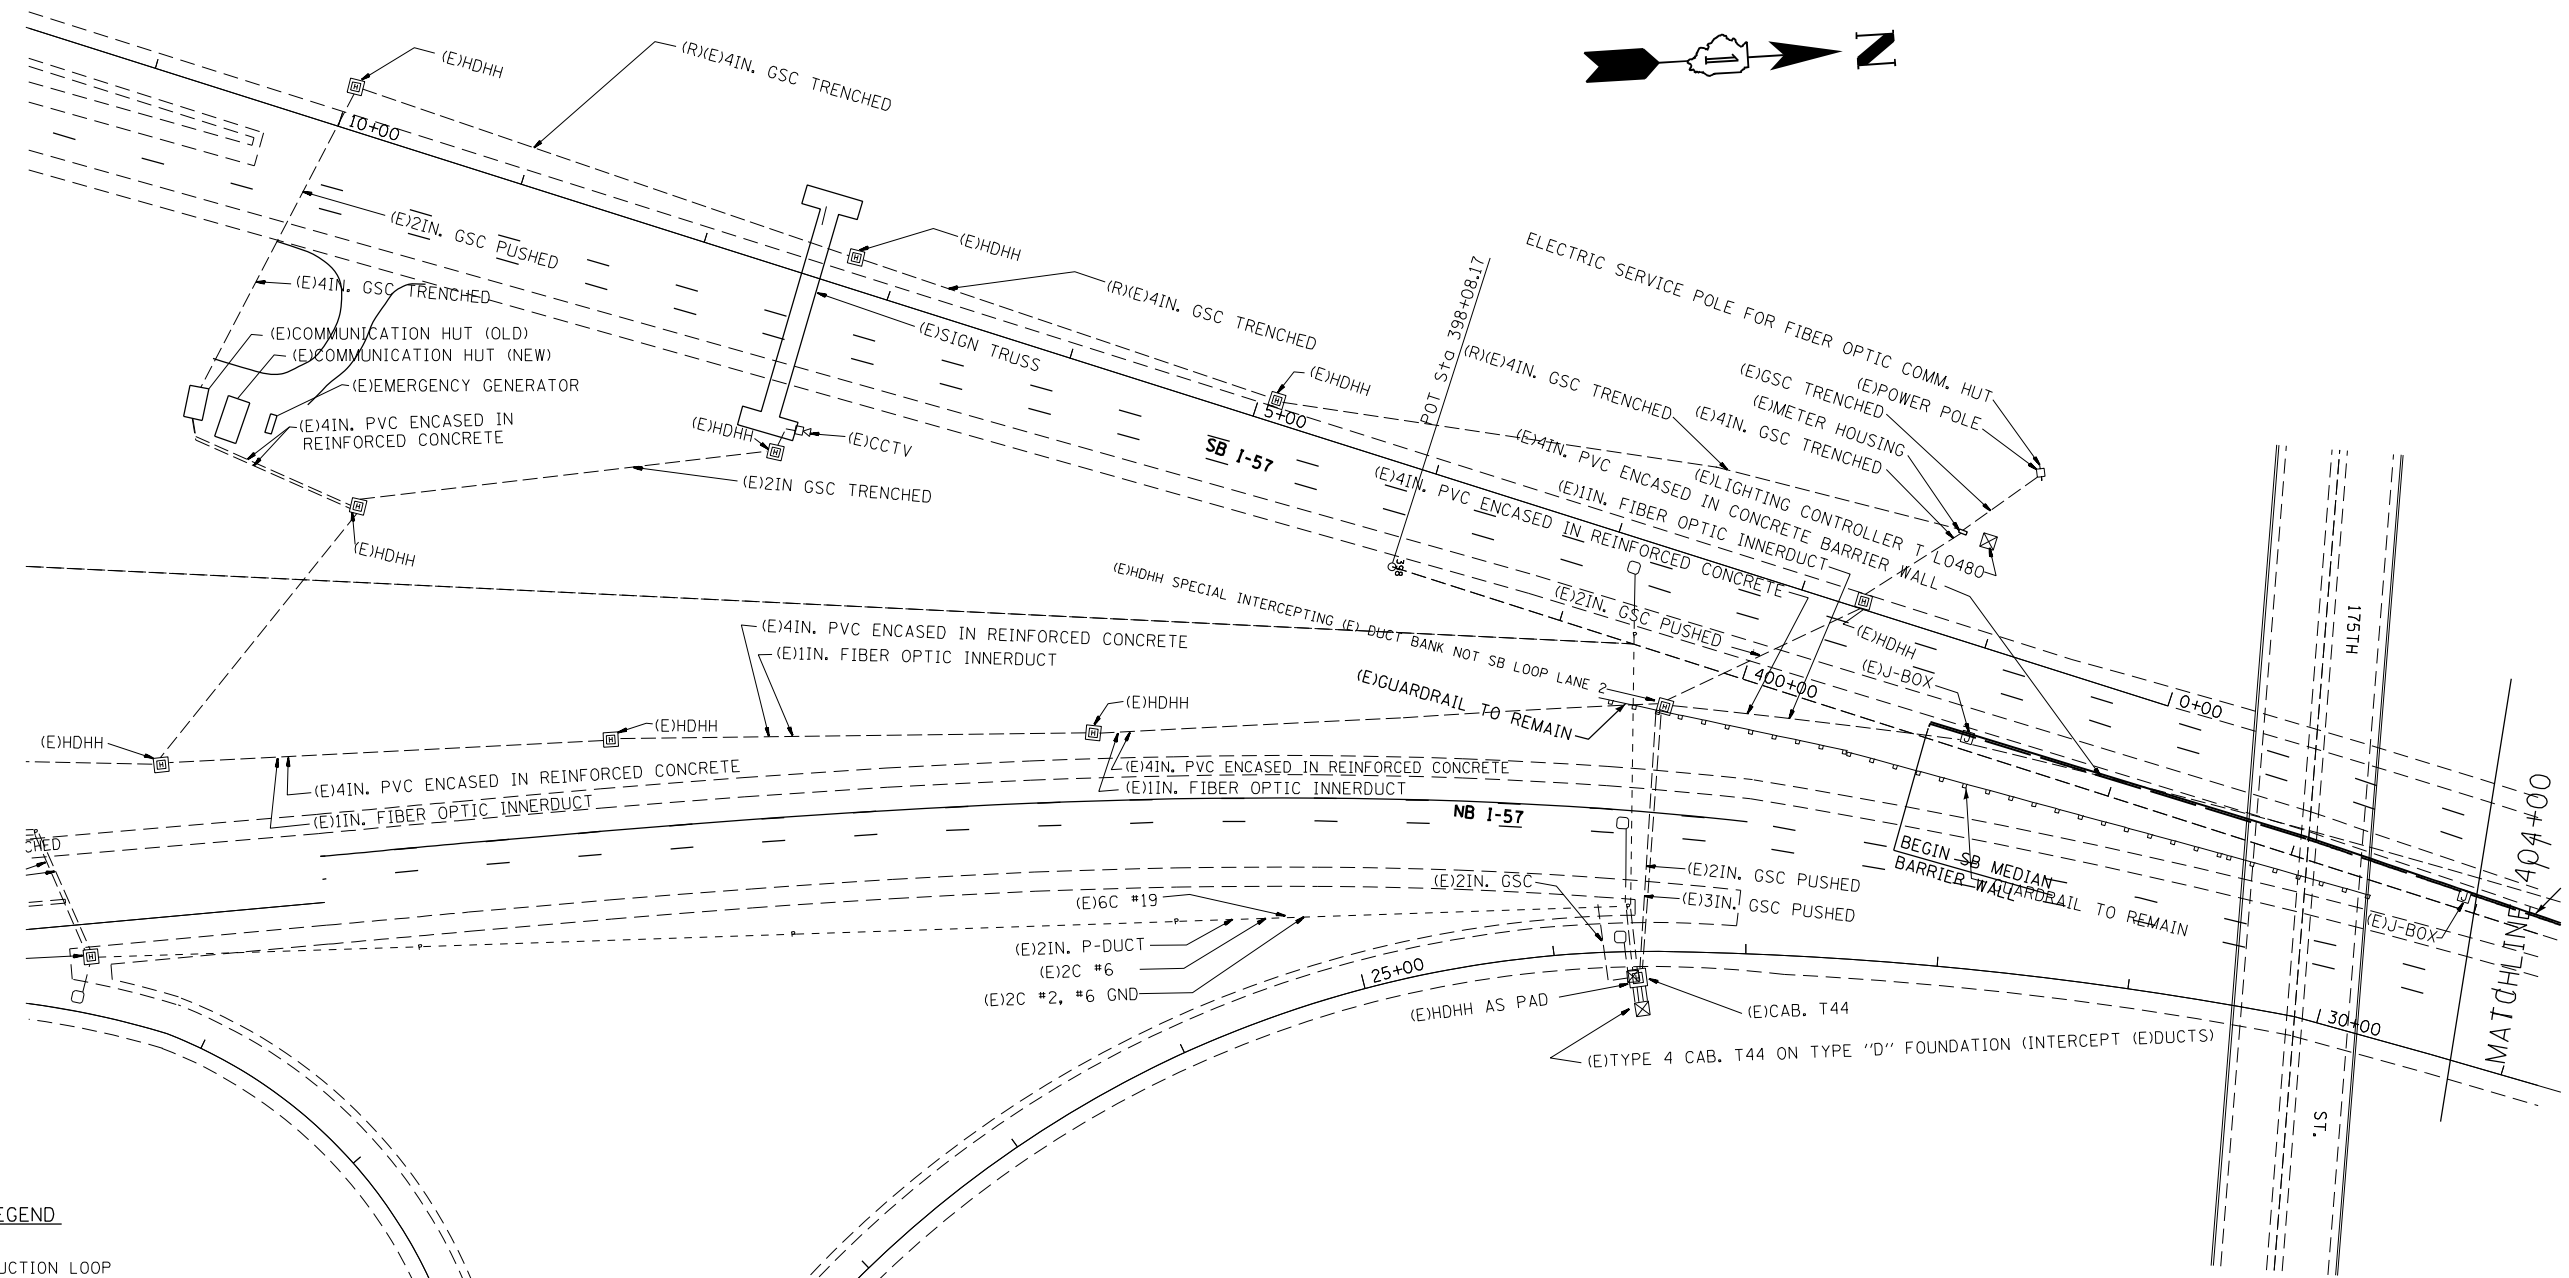 N
(E)HDHH
(R)(E)4IN. GSC TRENCHED
10+00
(E)2IN. GSC PUSHED
(E)HDHH
(R)(E)4IN. GSC TRENCHED
(E)4IN. GSC TRENCHED
(E)COMMUNICATION HUT (OLD)
(E)COMMUNICATION HUT (NEW)
(E)EMERGENCY GENERATOR
(E)4IN. PVC ENCASED IN
REINFORCED CONCRETE
(E)SIGN TRUSS
(E)HDHH
(E)CCTV
(E)2IN GSC TRENCHED
(E)HDHH
(E)HDHH
5+00
SB I-57
POT Sta 398+08.17
398
ELECTRIC SERVICE POLE FOR FIBER OPTIC COMM. HUT
(E)POWER POLE
(E)GSC TRENCHED
(E)METER HOUSING
(E)4IN. GSC TRENCHED
(R)(E)4IN. GSC TRENCHED
(E)LIGHTING CONTROLLER T L0480
(E)4IN. PVC ENCASED IN CONCRETE BARRIER WALL
(E)1IN. FIBER OPTIC INNERDUCT
(E)4IN. PVC ENCASED IN REINFORCED CONCRETE
(E)2IN. GSC PUSHED
(E)HDHH SPECIAL INTERCEPTING (E) DUCT BANK NOT SB LOOP LANE 2
(E)HDHH
(E)J-BOX
400+00
0+00
175TH
ST.
(E)GUARDRAIL TO REMAIN
(E)4IN. PVC ENCASED IN REINFORCED CONCRETE
(E)1IN. FIBER OPTIC INNERDUCT
(E)HDHH
(E)HDHH
(E)HDHH
(E)4IN. PVC ENCASED IN REINFORCED CONCRETE
(E)1IN. FIBER OPTIC INNERDUCT
(E)4IN. PVC ENCASED IN REINFORCED CONCRETE
(E)1IN. FIBER OPTIC INNERDUCT
NB I-57
BEGIN SB MEDIAN
BARRIER WALL
GUARDRAIL TO REMAIN
(E)J-BOX
MATCHLINE 404+00
CHED
(E)2IN. GSC
(E)6C #19
(E)2IN. P-DUCT
(E)2C #6
(E)2C #2, #6 GND
(E)2IN. GSC PUSHED
(E)3IN. GSC PUSHED
25+00
(E)HDHH AS PAD
(E)CAB. T44
30+00
(E)TYPE 4 CAB. T44 ON TYPE "D" FOUNDATION (INTERCEPT (E)DUCTS)
EGEND
UCTION LOOP